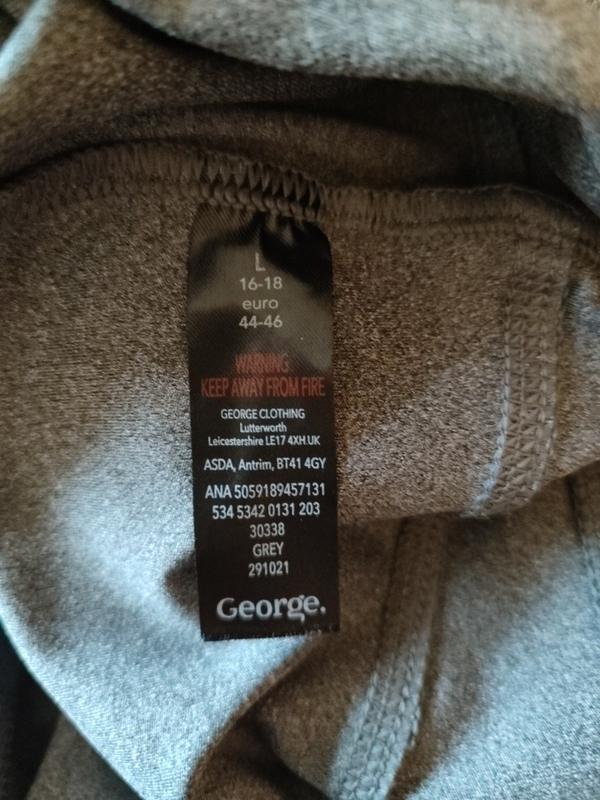 L
16-18
euro
44-46
WARNING
KEEP AWAY FROM FIRE
GEORGE CLOTHING
Lutterworth
Leicestershire LE17 4XH.UK
ASDA, Antrim, BT41 4GY
ANA 5059189457131
534 5342 0131 203
30338
GREY
291021
George.